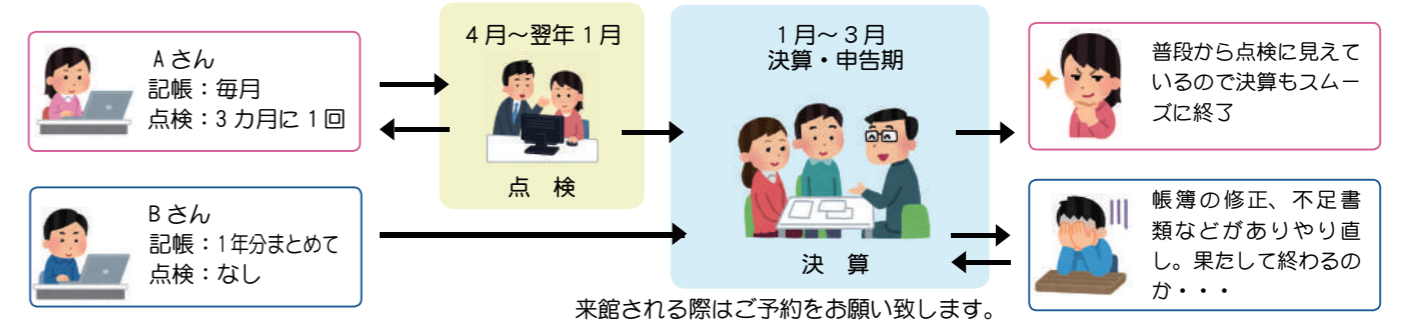 Aさん
記帳：毎月
点検：3カ月に1回
4月～翌年1月
点　検
1月～3月
決算・申告期
決　算
普段から点検に見えて
いるので決算もスムー
ズに終了
Bさん
記帳：1年分まとめて
点検：なし
帳簿の修正、不足書
類などがありやり直
し。果たして終わるの
か・・・
来館される際はご予約をお願い致します。